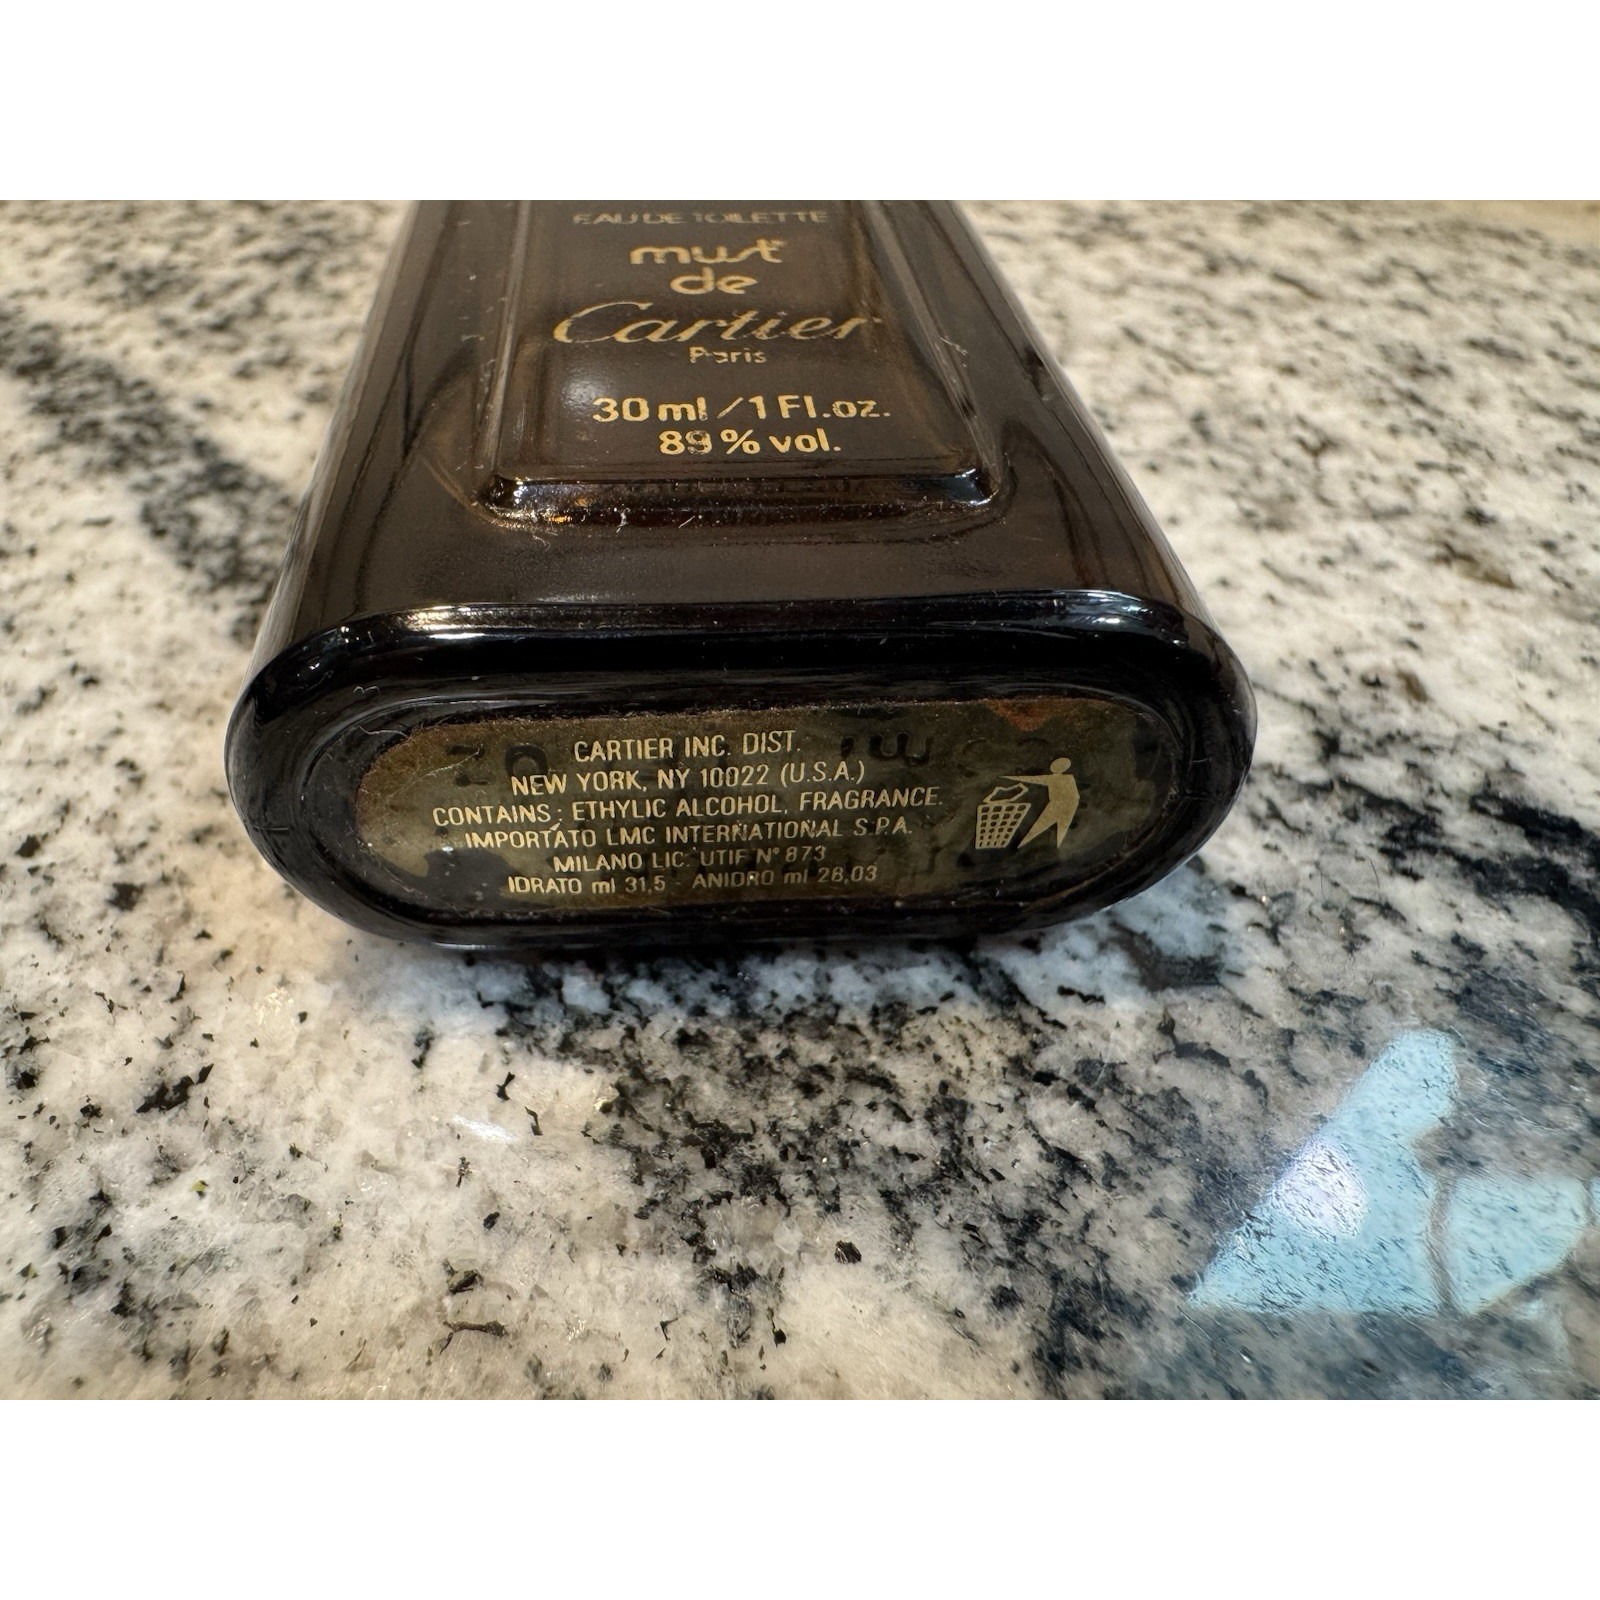 EAU DE TOILETTE
must
de
Cartier
Paris
30 ml / 1 Fl.oz.
89 % vol.
CARTIER INC. DIST.
NEW YORK, NY 10022 (U.S.A.)
CONTAINS : ETHYLIC ALCOHOL, FRAGRANCE.
IMPORTATO LMC INTERNATIONAL S.P.A.
MILANO LIC. UTIF N° 873
IDRATO ml 31,5 - ANIDRO ml 28,03